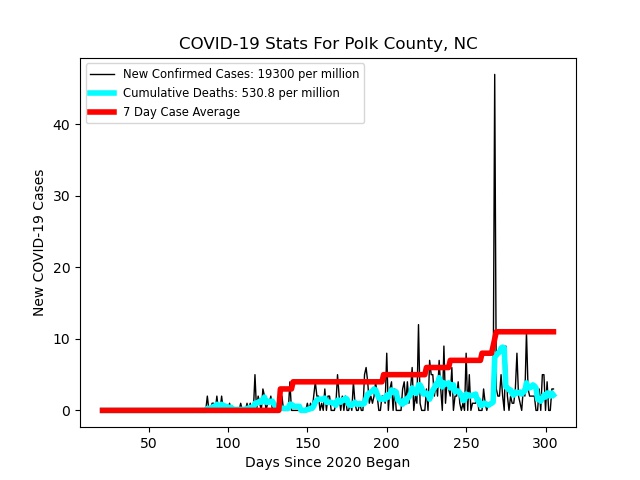 COVID-19 Stats For Polk County, NC
New Confirmed Cases: 19300 per million
Cumulative Deaths: 530.8 per million
7 Day Case Average
40
30
20
10
0
New COVID-19 Cases
50 100 150 200 250 300
Days Since 2020 Began